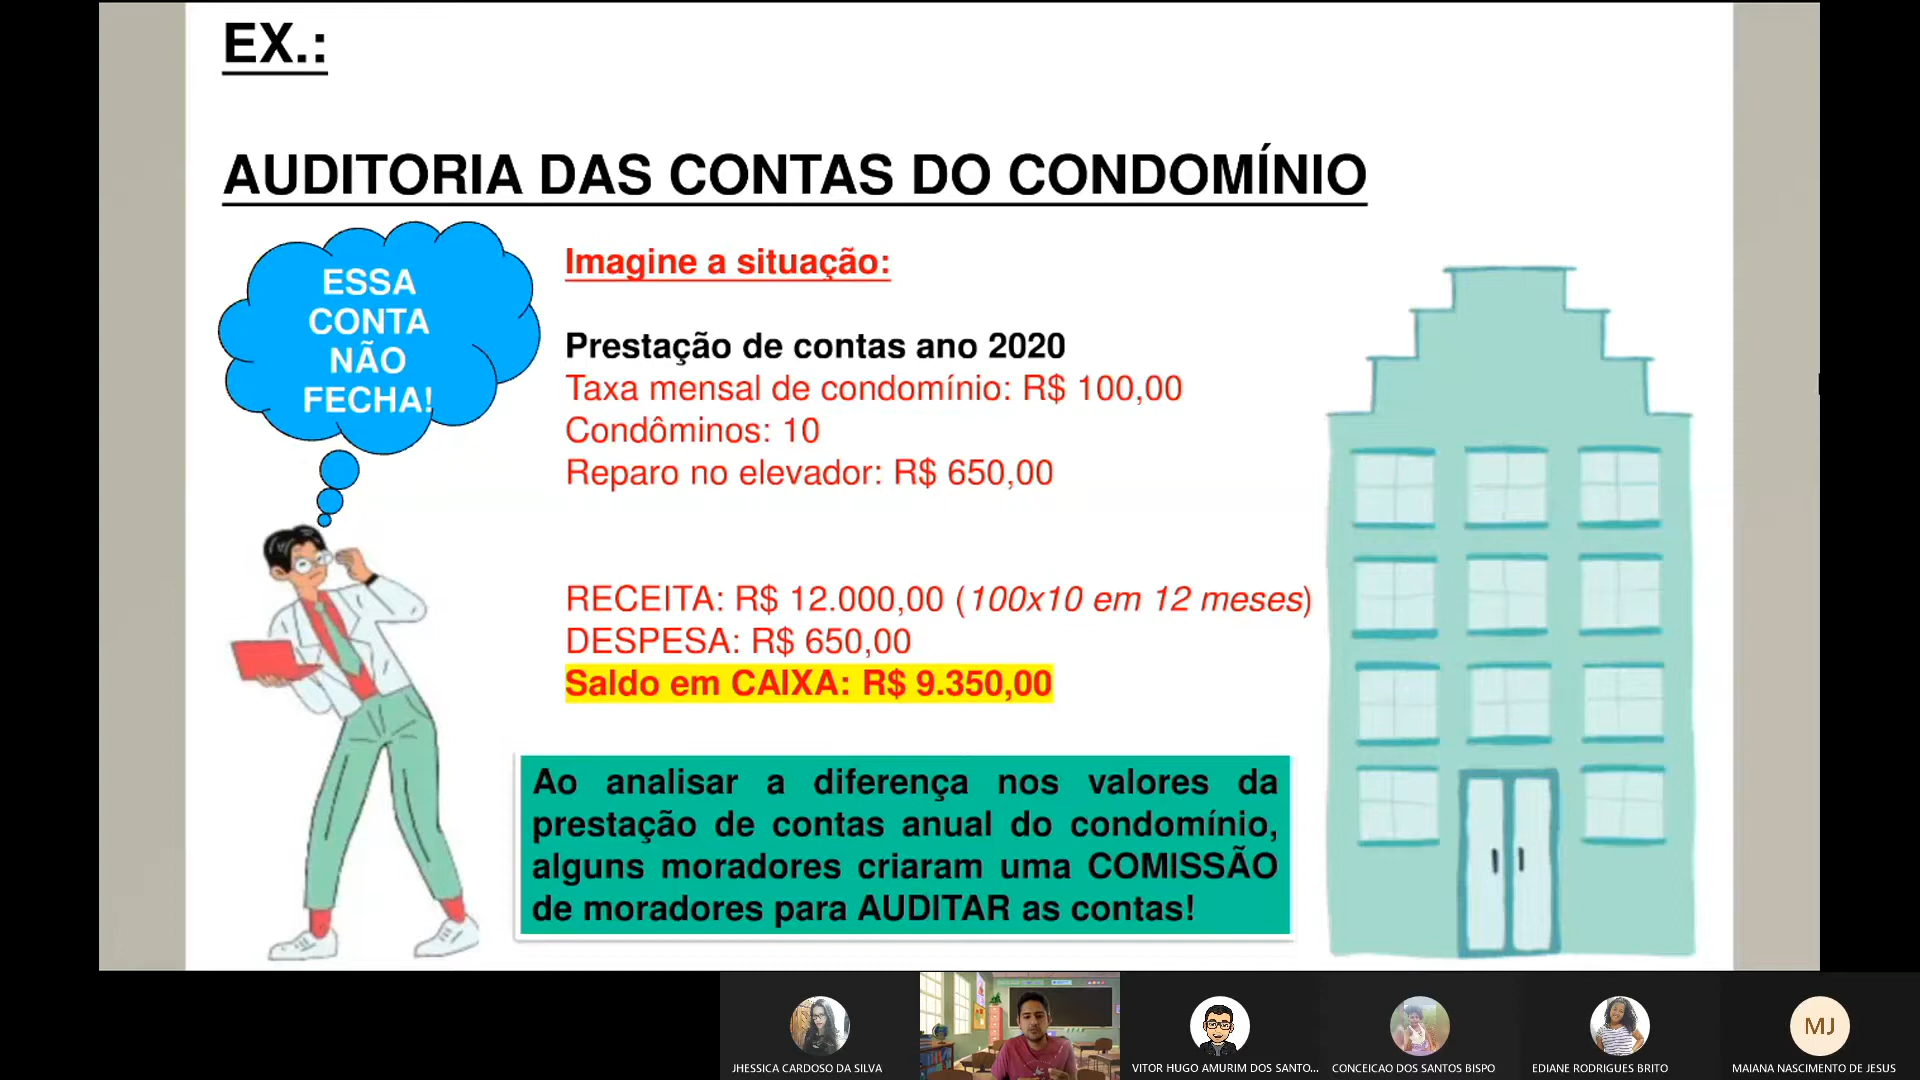 EX.:
AUDITORIA DAS CONTAS DO CONDOMÍNIO
ESSA
CONTA
NÃO
FECHA!
Imagine a situação:
Prestação de contas ano 2020
Taxa mensal de condomínio: R$ 100,00
Condôminos: 10
Reparo no elevador: R$ 650,00
RECEITA: R$ 12.000,00 (100x10 em 12 meses)
DESPESA: R$ 650,00
Saldo em CAIXA: R$ 9.350,00
Ao analisar a diferença nos valores da
prestação de contas anual do condomínio,
alguns moradores criaram uma COMISSÃO
de moradores para AUDITAR as contas!
MJ
JHESSICA CARDOSO DA SILVA
VITOR HUGO AMURIM DOS SANTO...
CONCEICAO DOS SANTOS BISPO
EDIANE RODRIGUES BRITO
MAIANA NASCIMENTO DE JESUS